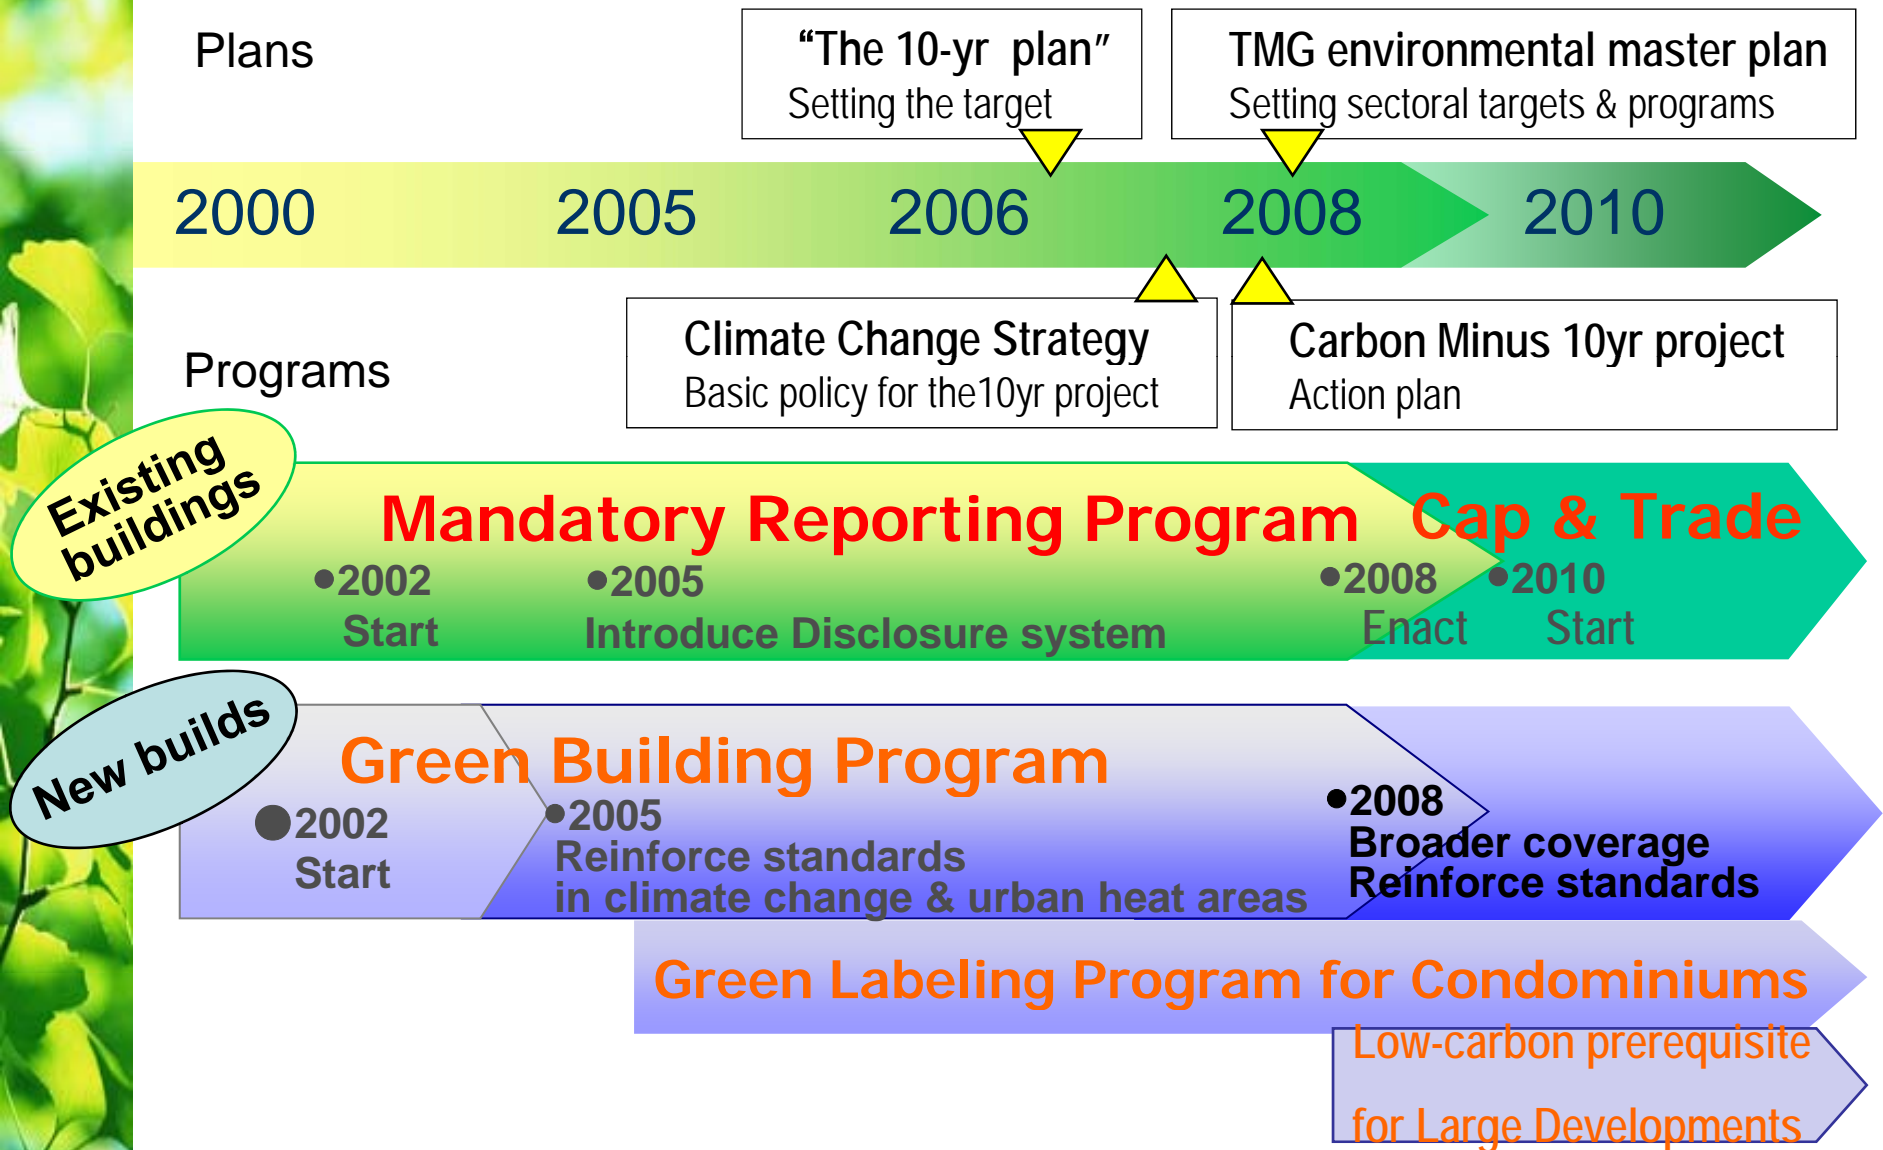 Plans
“The 10-yr plan”
Setting the target
TMG environmental master plan
Setting sectoral targets & programs
2000
2005
2006
2008
2010
Programs
Climate Change Strategy
Basic policy for the10yr project
Carbon Minus 10yr project
Action plan
Existing
buildings
Mandatory Reporting Program
Cap & Trade
•2002
Start
•2005
Introduce Disclosure system
•2008
Enact
•2010
Start
New builds
Green Building Program
•2002
Start
•2005
Reinforce standards
in climate change & urban heat areas
•2008
Broader coverage
Reinforce standards
Green Labeling Program for Condominiums
Low-carbon prerequisite
for Large Developments